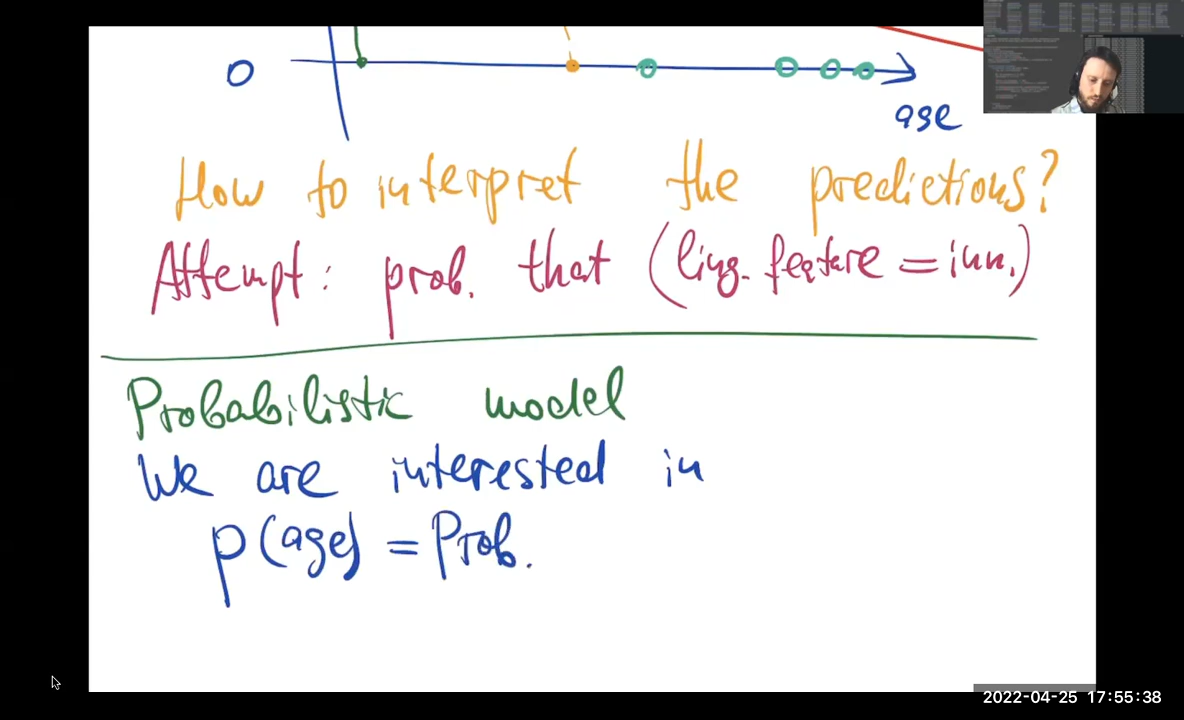 0
age
How to interpret the predictions?
Attempt: prob. that (ling. feature = inn.)
Probabilistic model
We are interested in
p(age) = Prob.
2022-04-25 17:55:38